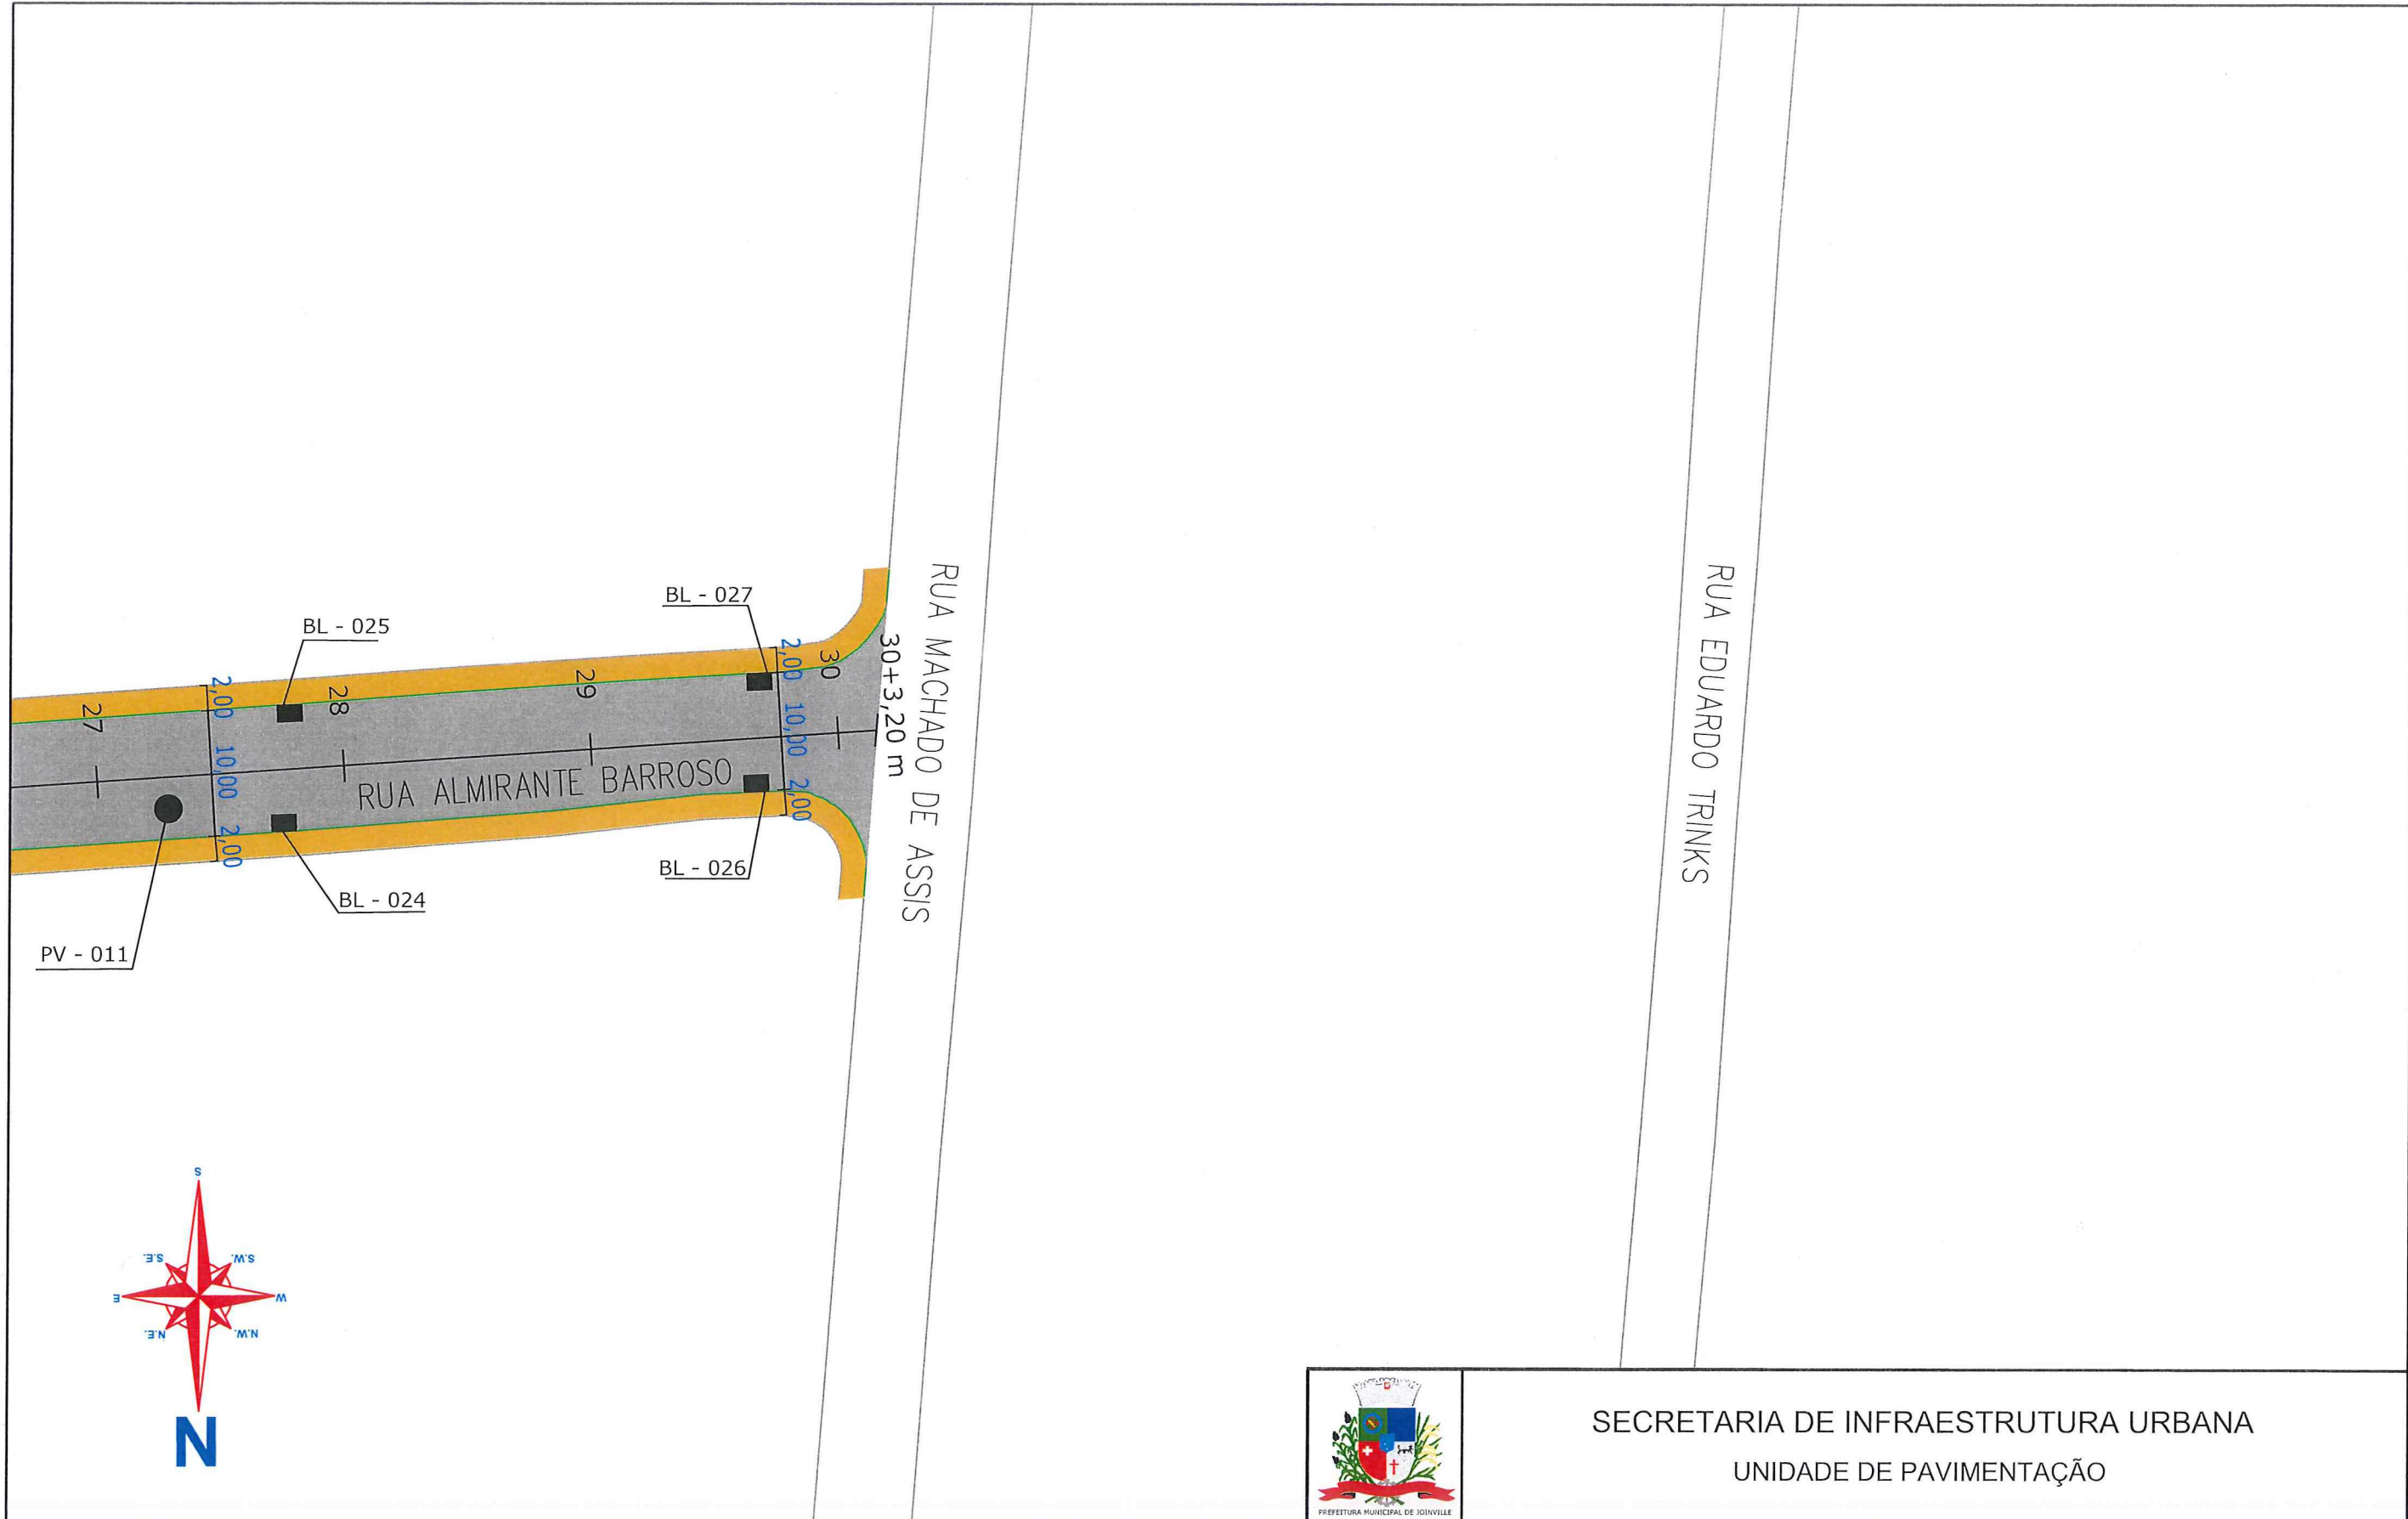 RUA MACHADO DE ASSIS
RUA EDUARDO TRINKS
BL - 027
BL - 025
30+3,20 m
2,00
10,00
2,00
30
29
28
27
2,00
10,00
2,00
RUA ALMIRANTE BARROSO
BL - 026
BL - 024
PV - 011
S
S.E.
S.W.
E
W
N.E.
N.W.
N
PREFEITURA MUNICIPAL DE JOINVILLE
SECRETARIA DE INFRAESTRUTURA URBANA
UNIDADE DE PAVIMENTAÇÃO